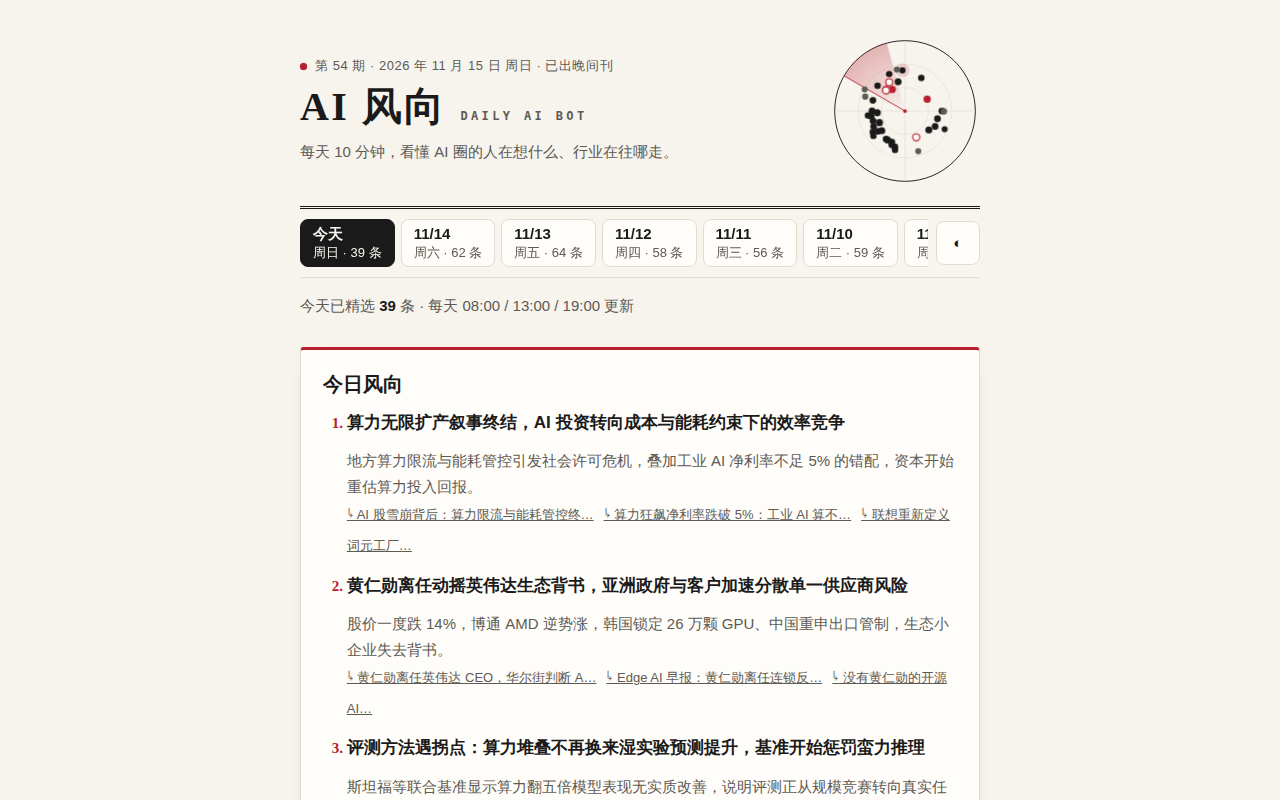 第 54 期 · 2026 年 11 月 15 日 周日 · 已出晚间刊
AI 风向 DAILY AI BOT
每天 10 分钟，看懂 AI 圈的人在想什么、行业在往哪走。
今天 11/14 11/13 11/12 11/11 11/10
周日 · 39 条 周六 · 62 条 周五 · 64 条 周四 · 58 条 周三 · 56 条 周二 · 59 条 周
今天已精选 39 条 · 每天 08:00 / 13:00 / 19:00 更新
今日风向
1. 算力无限扩产叙事终结，AI 投资转向成本与能耗约束下的效率竞争
地方算力限流与能耗管控引发社会许可危机，叠加工业 AI 净利率不足 5% 的错配，资本开始
重估算力投入回报。
↳ AI 股雪崩背后：算力限流与能耗管控终… ↳ 算力狂飙净利率跌破 5%：工业 AI 算不… ↳ 联想重新定义
词元工厂…
2. 黄仁勋离任动摇英伟达生态背书，亚洲政府与客户加速分散单一供应商风险
股价一度跌 14%，博通 AMD 逆势涨，韩国锁定 26 万颗 GPU、中国重申出口管制，生态小
企业失去背书。
↳ 黄仁勋离任英伟达 CEO，华尔街判断 A… ↳ Edge AI 早报：黄仁勋离任连锁反… ↳ 没有黄仁勋的开源
AI…
3. 评测方法遇拐点：算力堆叠不再换来湿实验预测提升，基准开始惩罚蛮力推理
斯坦福等联合基准显示算力翻五倍模型表现无实质改善，说明评测正从规模竞赛转向真实任